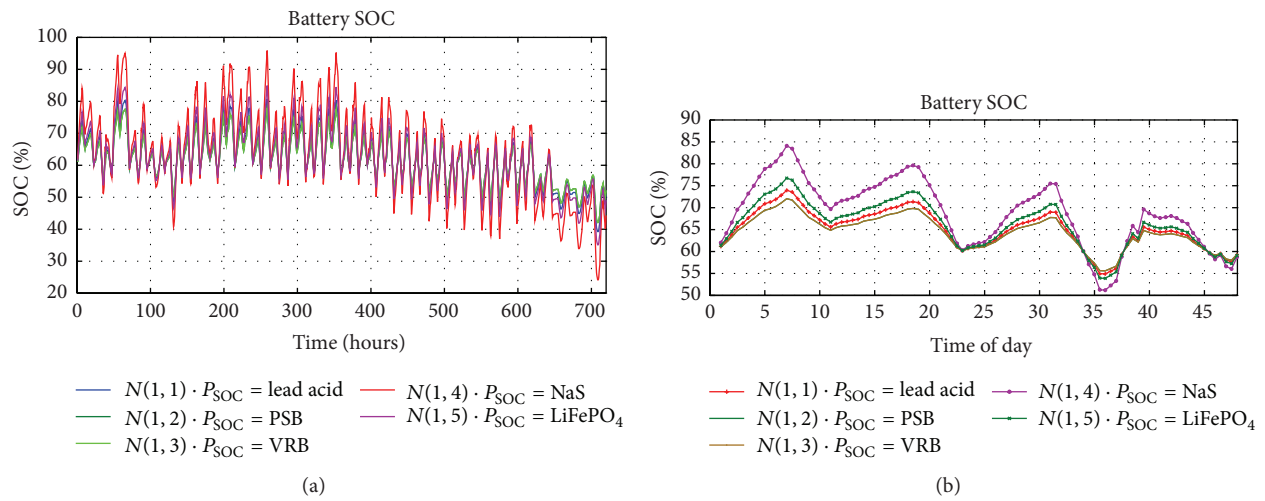 Battery SOC
100
90
80
70
60
50
40
30
20
SOC (%)
0 100 200 300 400 500 600 700
Time (hours)
N(1, 1) · P_SOC = lead acid
N(1, 2) · P_SOC = PSB
N(1, 3) · P_SOC = VRB
N(1, 4) · P_SOC = NaS
N(1, 5) · P_SOC = LiFePO₄
(a)
Battery SOC
90
85
80
75
70
65
60
55
50
SOC (%)
0 5 10 15 20 25 30 35 40 45
Time of day
N(1, 1) · P_SOC = lead acid
N(1, 2) · P_SOC = PSB
N(1, 3) · P_SOC = VRB
N(1, 4) · P_SOC = NaS
N(1, 5) · P_SOC = LiFePO₄
(b)